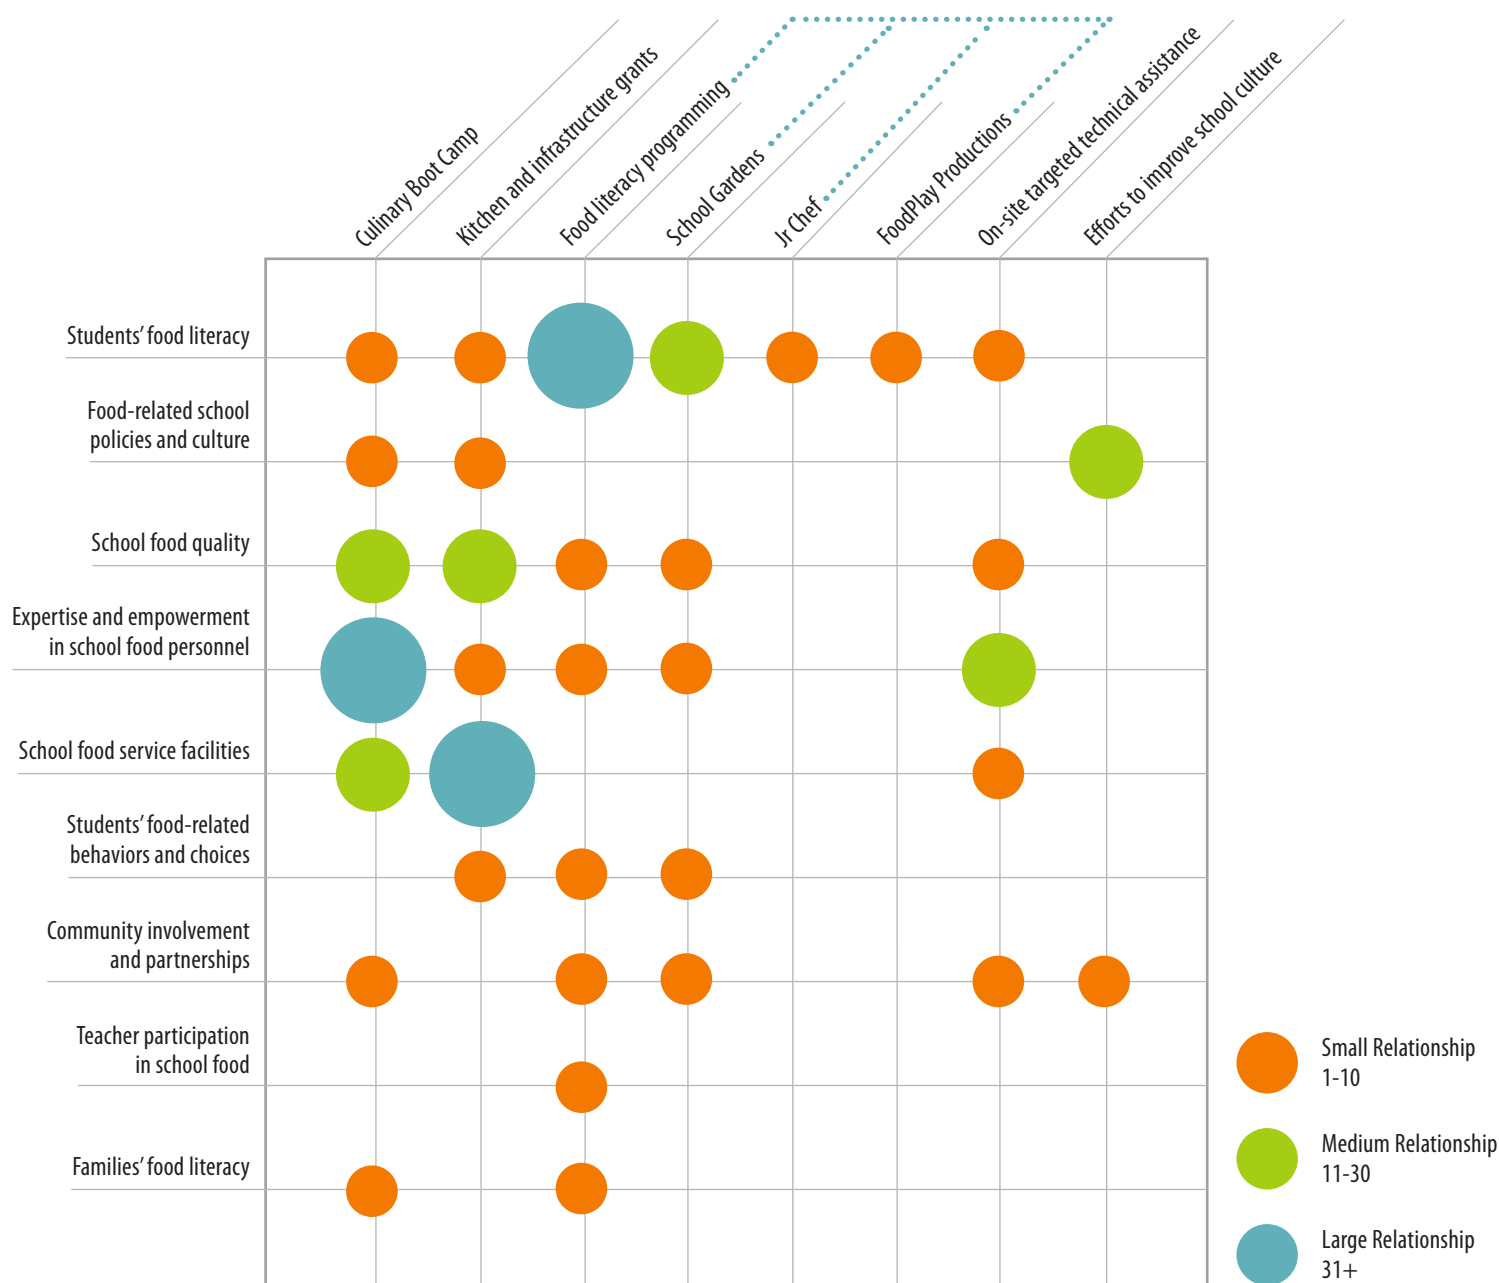 Culinary Boot Camp
Kitchen and infrastructure grants
Food literacy programming
School Gardens
Jr Chef
FoodPlay Productions
On-site targeted technical assistance
Efforts to improve school culture
Students’ food literacy
Food-related school
policies and culture
School food quality
Expertise and empowerment
in school food personnel
School food service facilities
Students’ food-related
behaviors and choices
Community involvement
and partnerships
Teacher participation
in school food
Families’ food literacy
Small Relationship
1-10
Medium Relationship
11-30
Large Relationship
31+